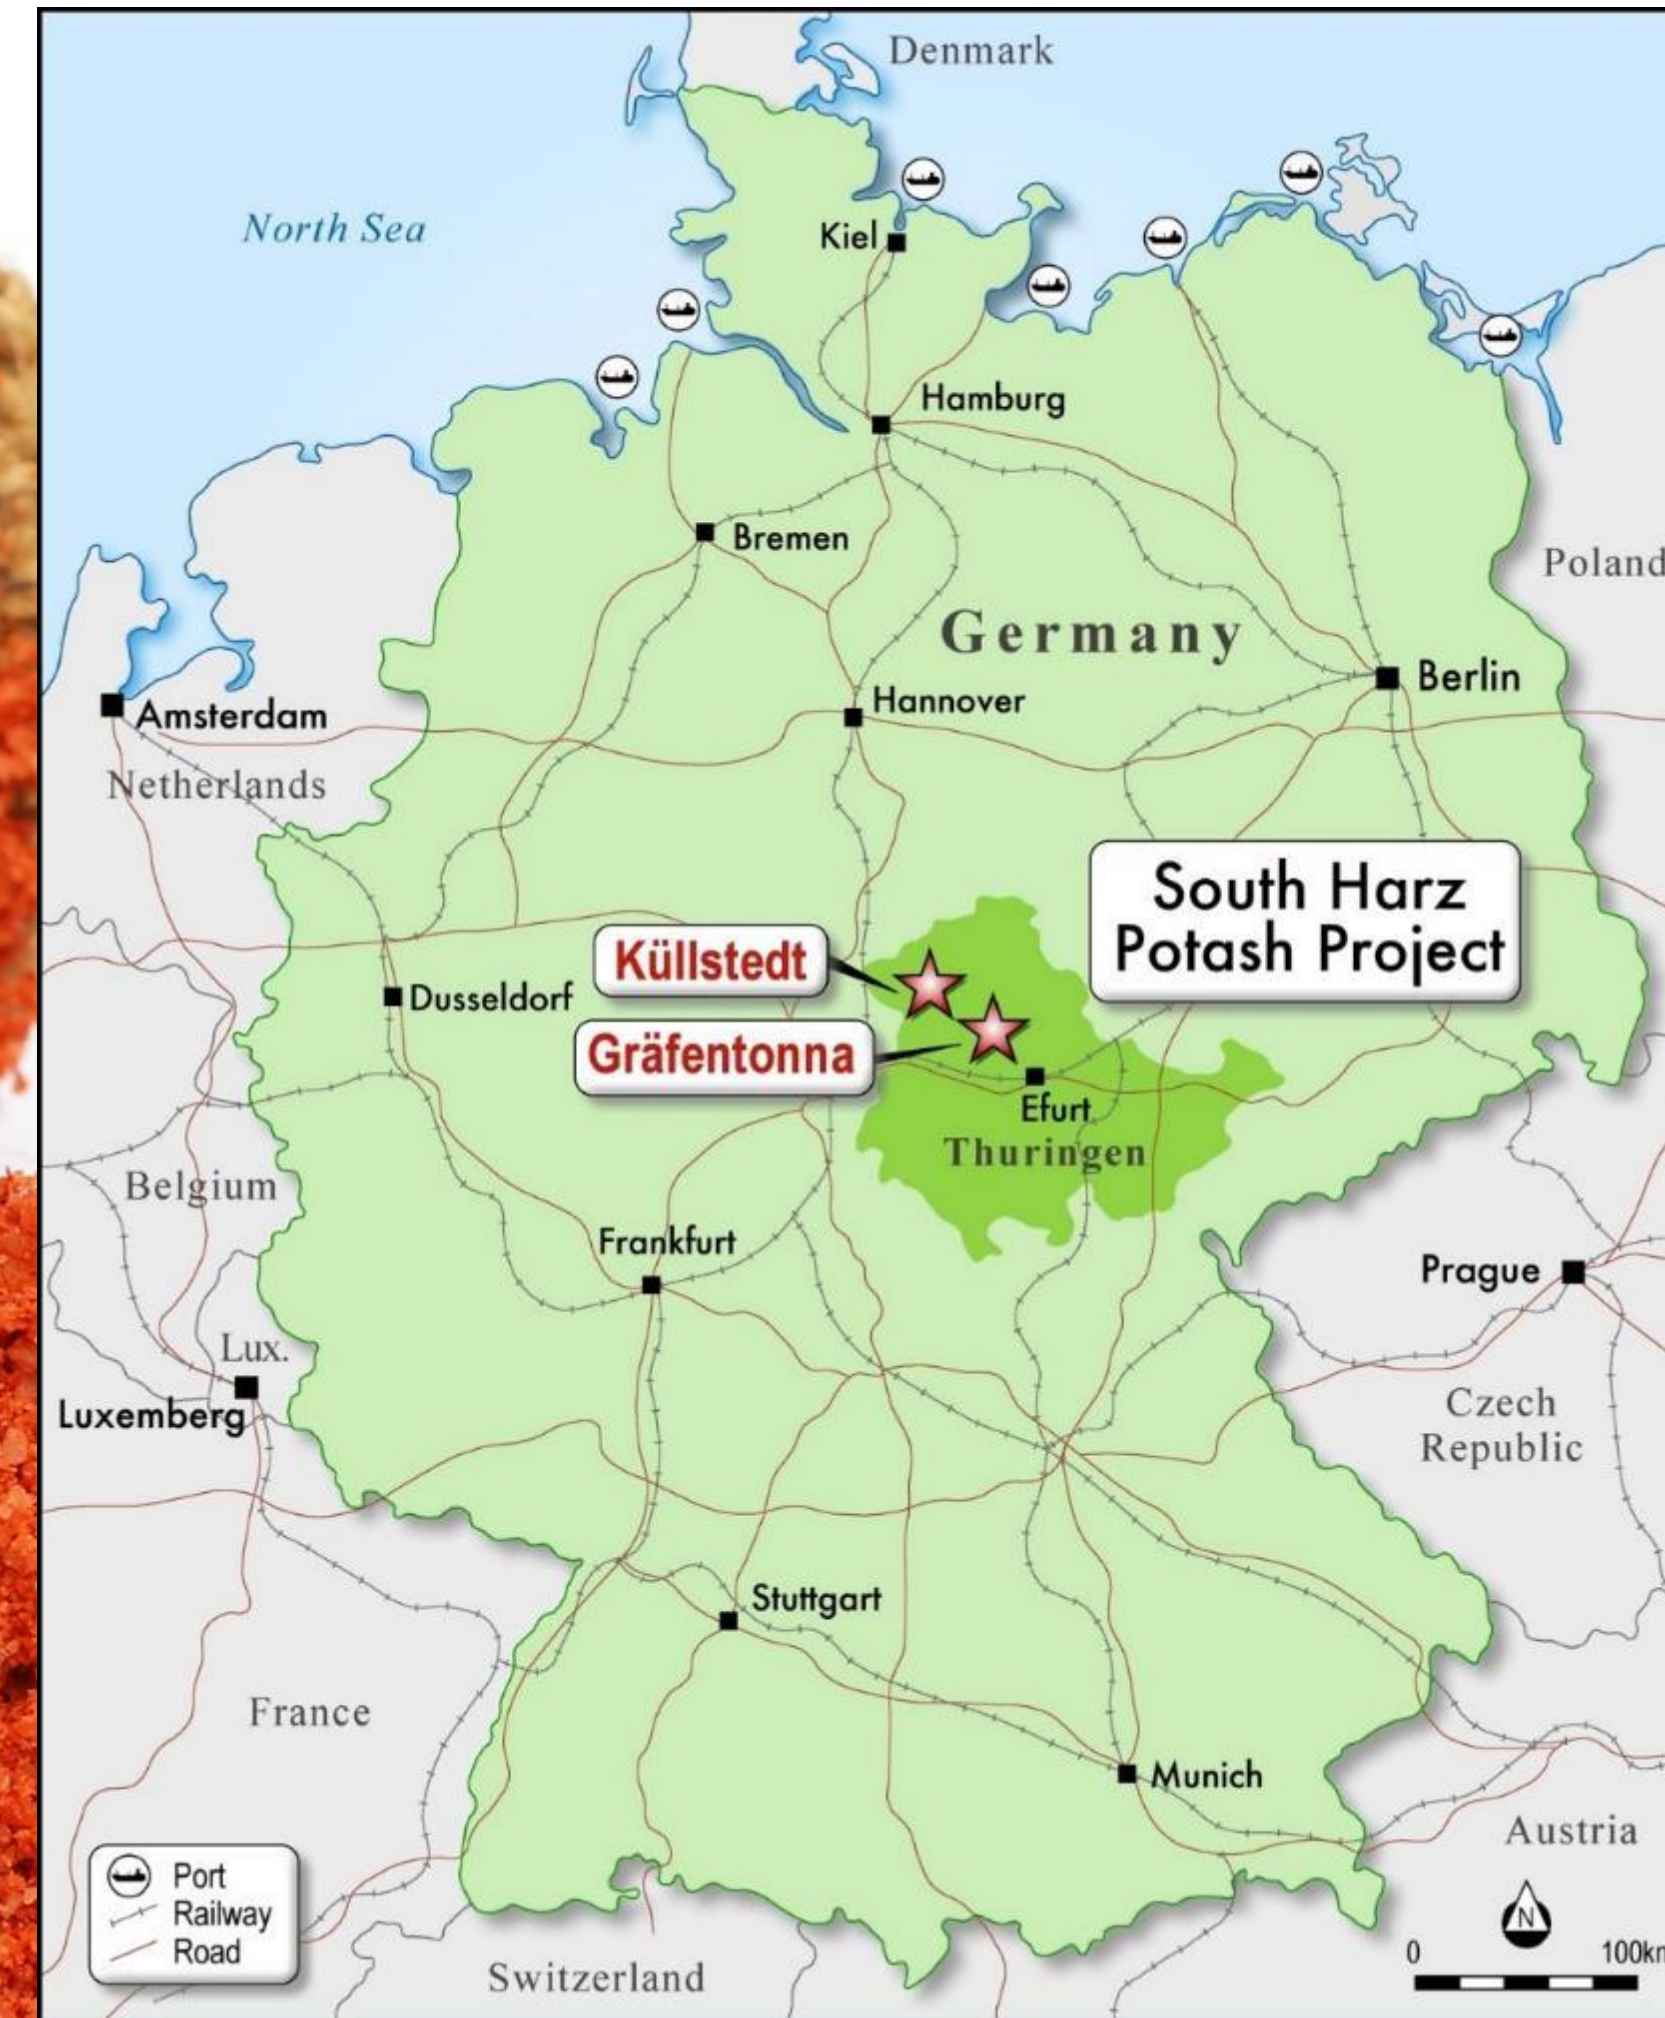 Denmark
North Sea
Kiel
Hamburg
Bremen
Poland
Germany
Berlin
Hannover
Amsterdam
Netherlands
South Harz
Potash Project
Küllstedt
Dusseldorf
Gräfentonna
Efurt
Thuringen
Belgium
Frankfurt
Prague
Lux.
Luxemberg
Czech
Republic
Stuttgart
France
Munich
Austria
Port
Railway
Road
N
0 100km
Switzerland